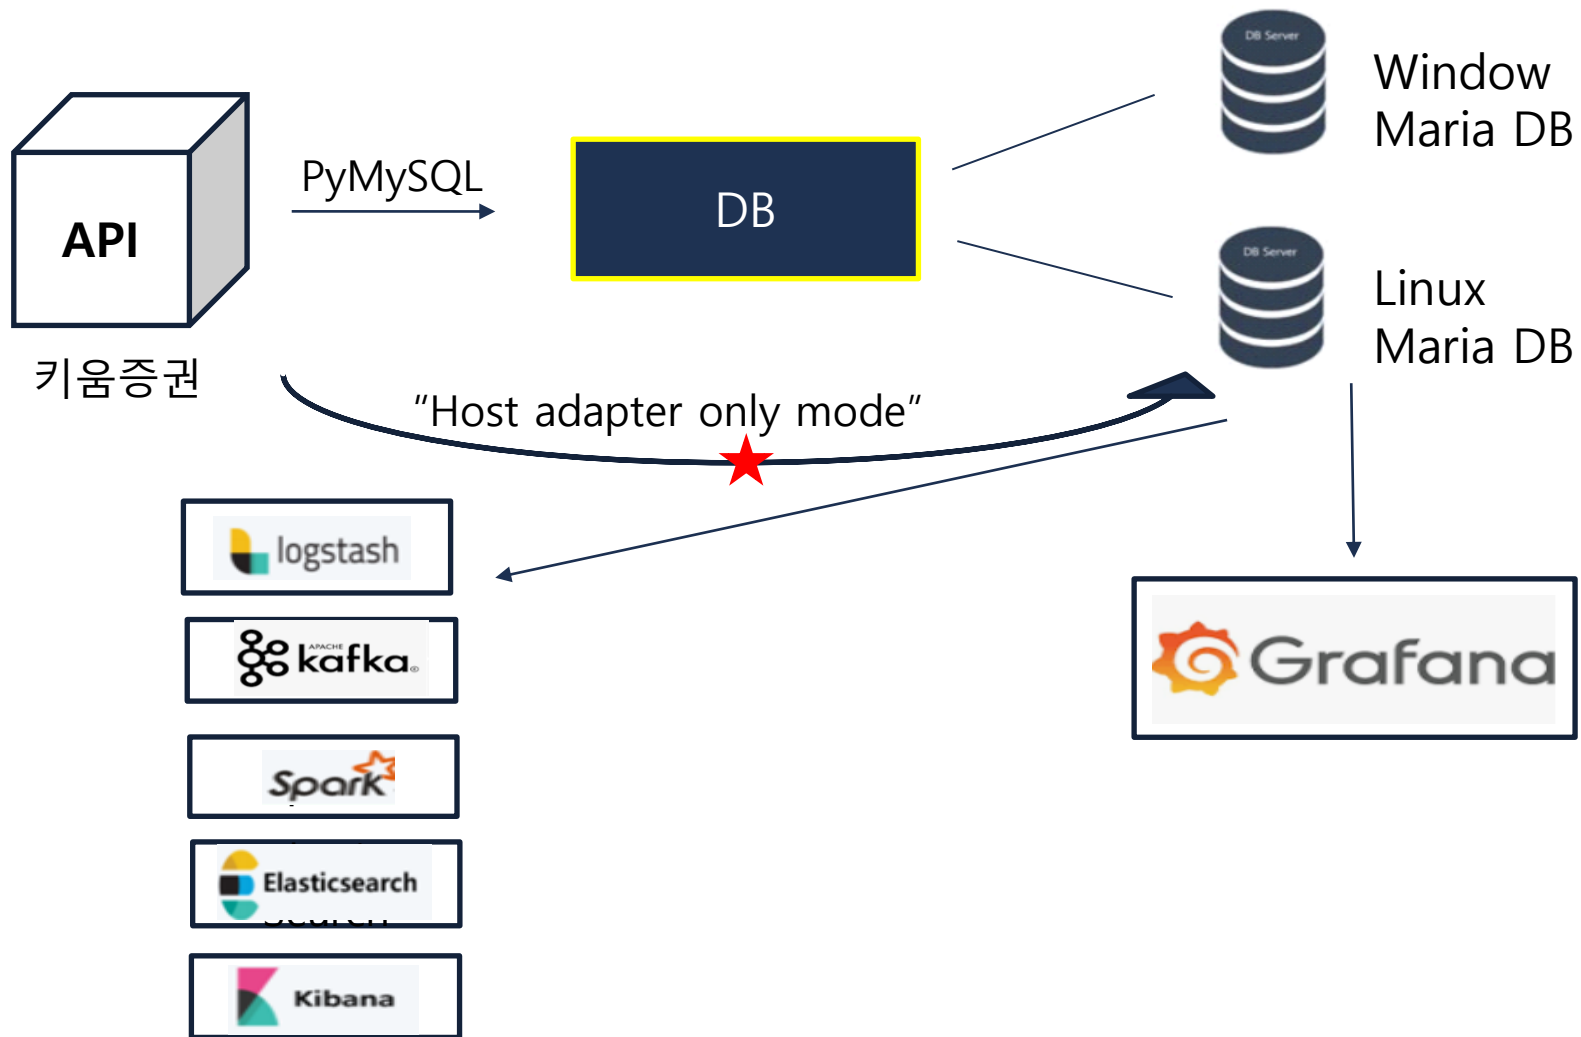 DB Server
Window
Maria DB
API
PyMySQL
DB
DB Server
Linux
Maria DB
키움증권
"Host adapter only mode"
logstash
APACHE
kafka®
Spark
Elasticsearch
Kibana
Grafana